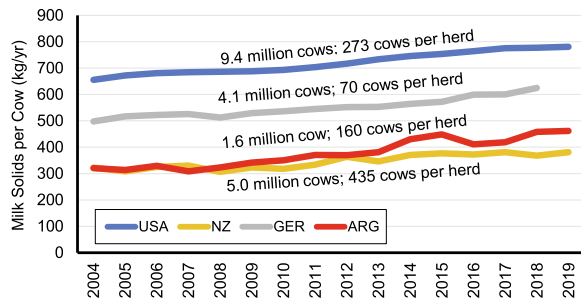 Milk Solids per Cow (kg/yr)
900
800
700
600
500
400
300
200
100
0
9.4 million cows; 273 cows per herd
4.1 million cows; 70 cows per herd
1.6 million cow; 160 cows per herd
5.0 million cows; 435 cows per herd
USA NZ GER ARG
2004 2005 2006 2007 2008 2009 2010 2011 2012 2013 2014 2015 2016 2017 2018 2019